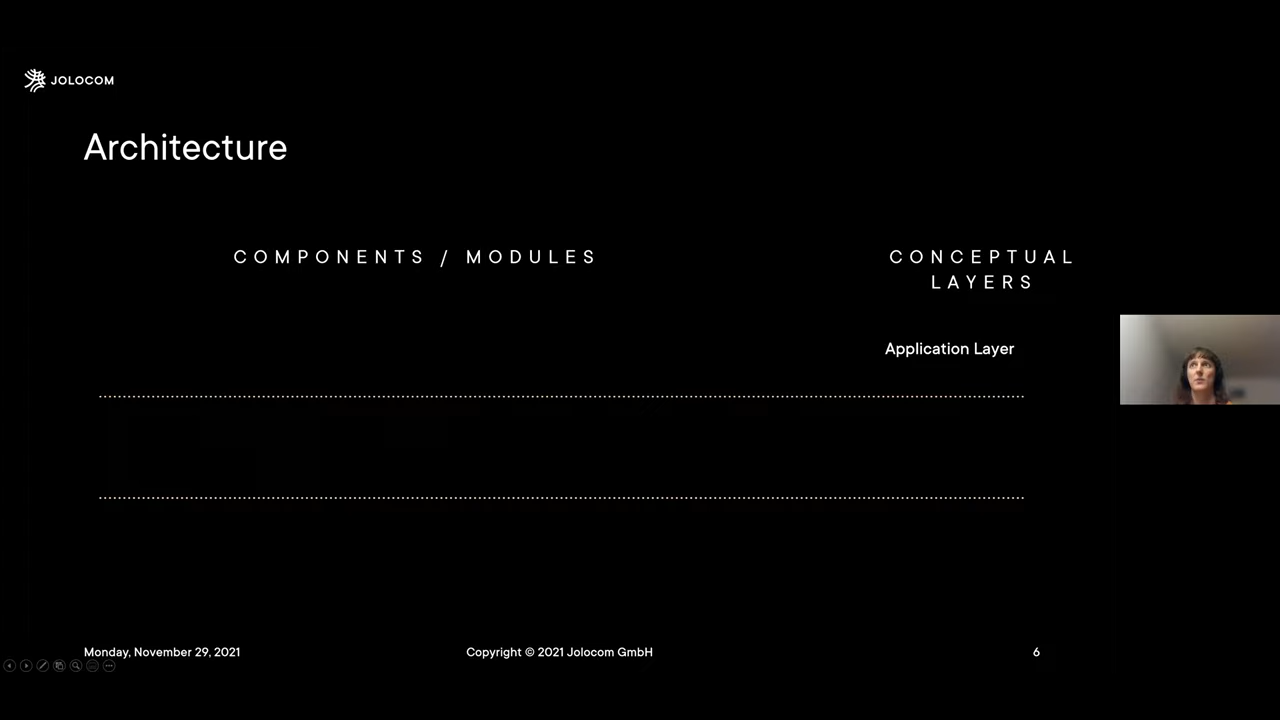 JOLOCOM
Architecture
COMPONENTS / MODULES
CONCEPTUAL
LAYERS
Application Layer
Monday, November 29, 2021
Copyright © 2021 Jolocom GmbH
6